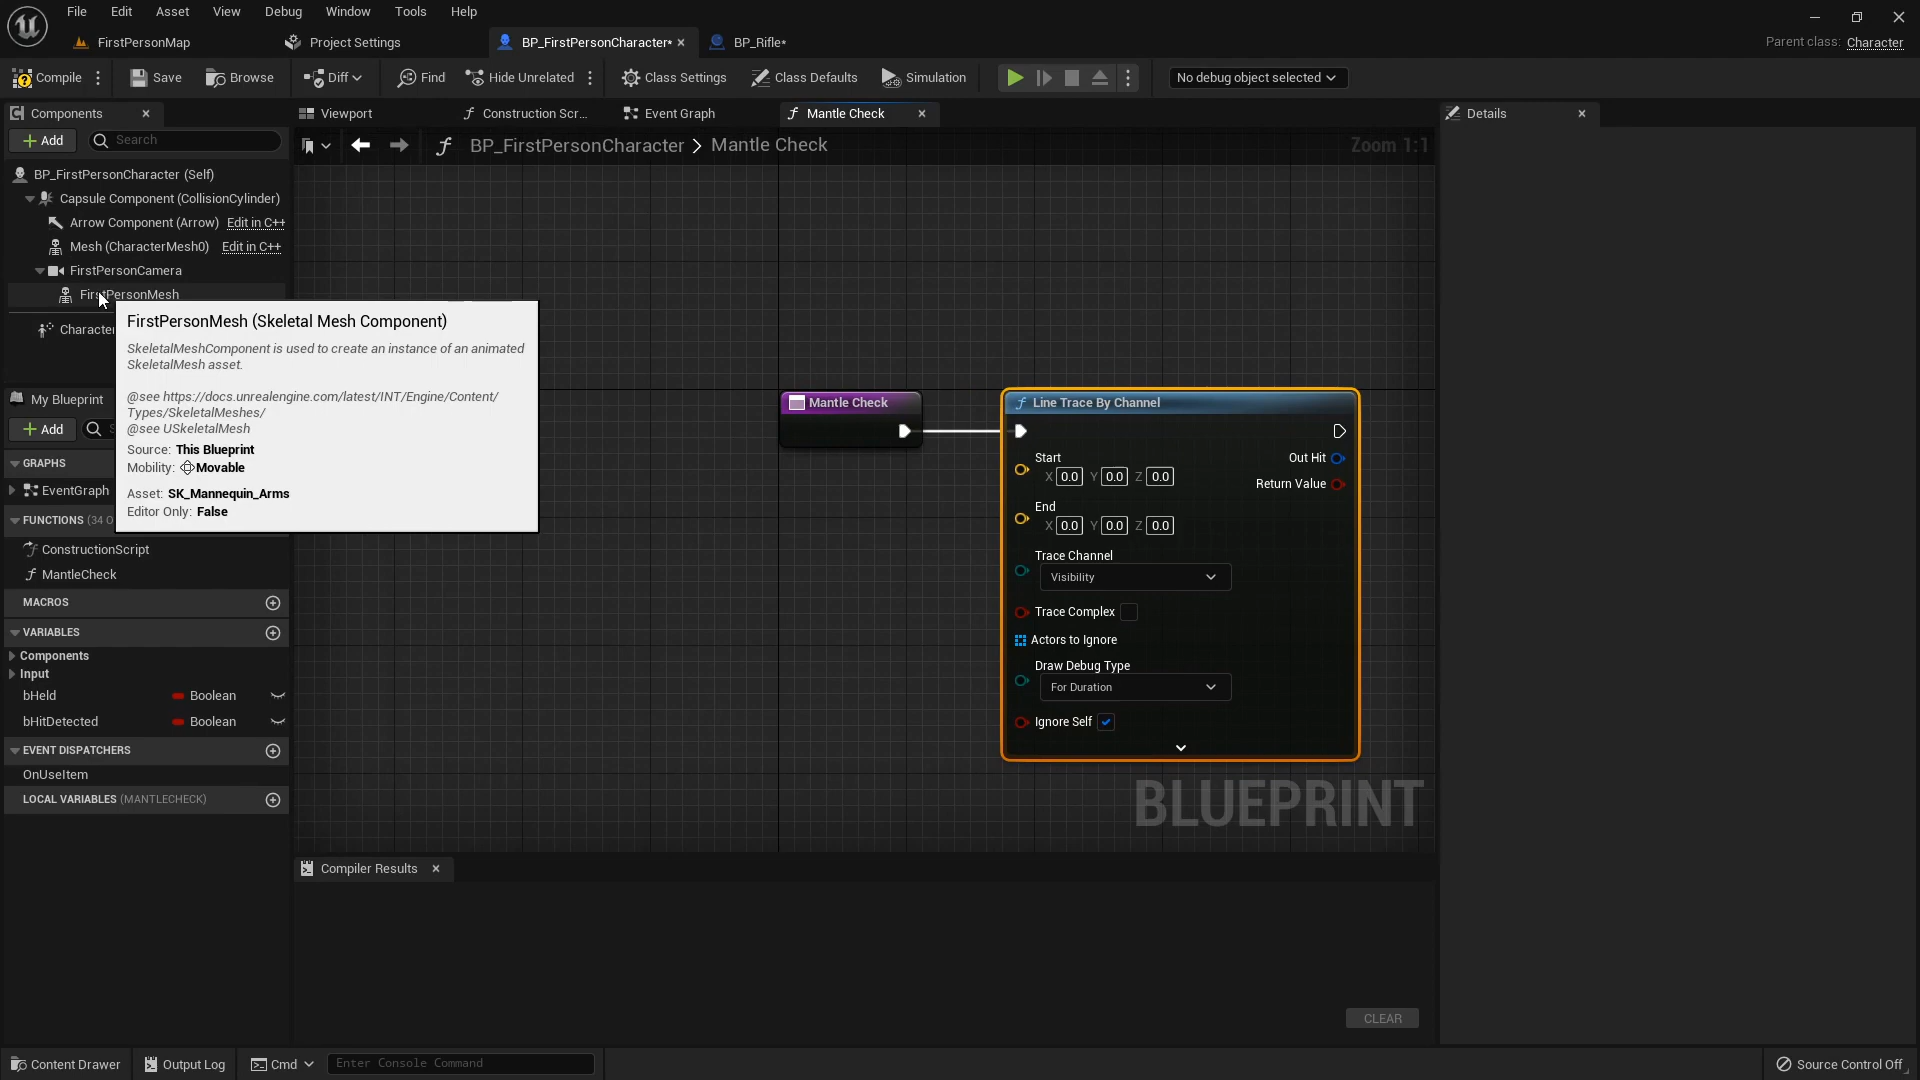 File Edit Asset View Debug Window Tools Help
FirstPersonMap Project Settings BP_FirstPersonCharacter* BP_Rifle*
Parent class: Character
Compile Save Browse Diff Find Hide Unrelated Class Settings Class Defaults Simulation No debug object selected
Components
Viewport Construction Scr... Event Graph Mantle Check
Details
Add Search
BP_FirstPersonCharacter Mantle Check Zoom 1:1
BP_FirstPersonCharacter (Self)
Capsule Component (CollisionCylinder)
Arrow Component (Arrow) Edit in C++
Mesh (CharacterMesh0) Edit in C++
FirstPersonCamera
FirstPersonMesh
Character
FirstPersonMesh (Skeletal Mesh Component)
SkeletalMeshComponent is used to create an instance of an animated
SkeletalMesh asset.
@see https://docs.unrealengine.com/latest/INT/Engine/Content/
Types/SkeletalMeshes/
@see USkeletalMesh
Source: This Blueprint
Mobility: Movable
Asset: SK_Mannequin_Arms
Editor Only: False
My Blueprint
Add
GRAPHS
EventGraph
FUNCTIONS (34 O
ConstructionScript
MantleCheck
MACROS
VARIABLES
Components
Input
bHeld Boolean
bHitDetected Boolean
EVENT DISPATCHERS
OnUseItem
LOCAL VARIABLES (MANTLECHECK)
Mantle Check
Line Trace By Channel
Start
X 0.0 Y 0.0 Z 0.0
Out Hit
Return Value
End
X 0.0 Y 0.0 Z 0.0
Trace Channel
Visibility
Trace Complex
Actors to Ignore
Draw Debug Type
For Duration
Ignore Self
BLUEPRINT
Compiler Results
CLEAR
Content Drawer Output Log Cmd Enter Console Command Source Control Off